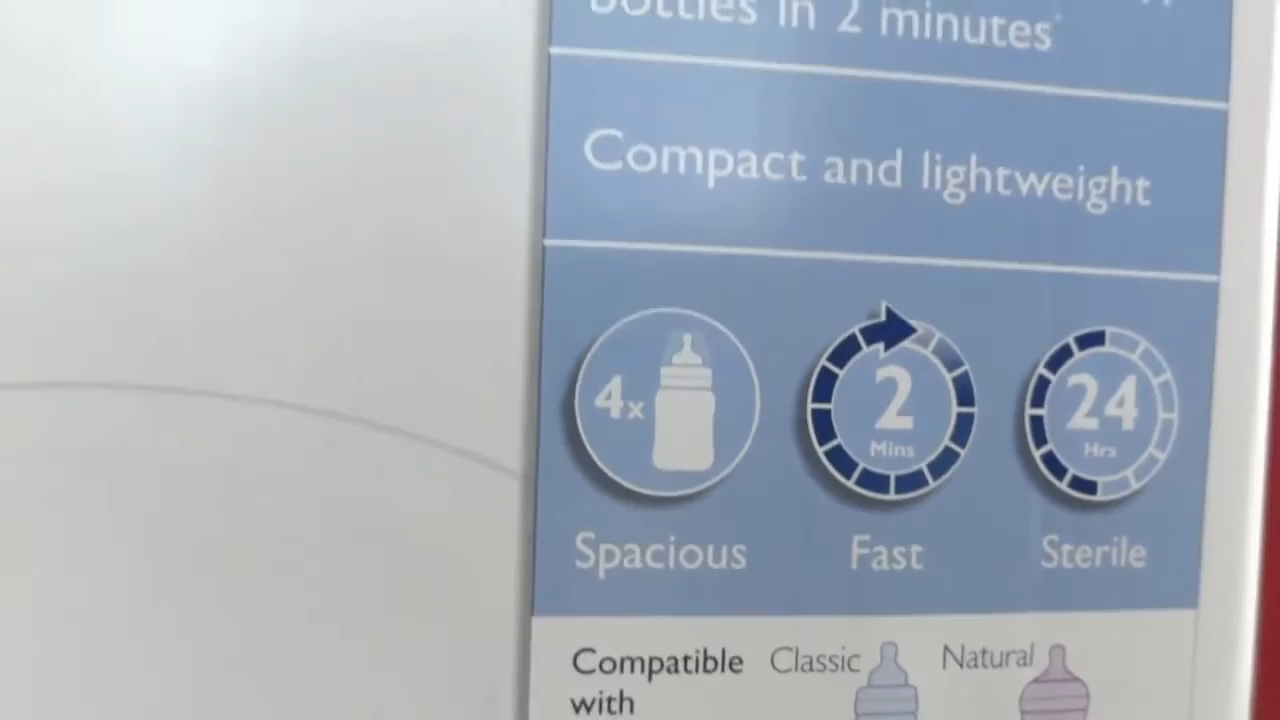 bottles in 2 minutes
Compact and lightweight
4x
2
Mins
24
Hrs
Spacious
Fast
Sterile
Compatible
with
Classic
Natural